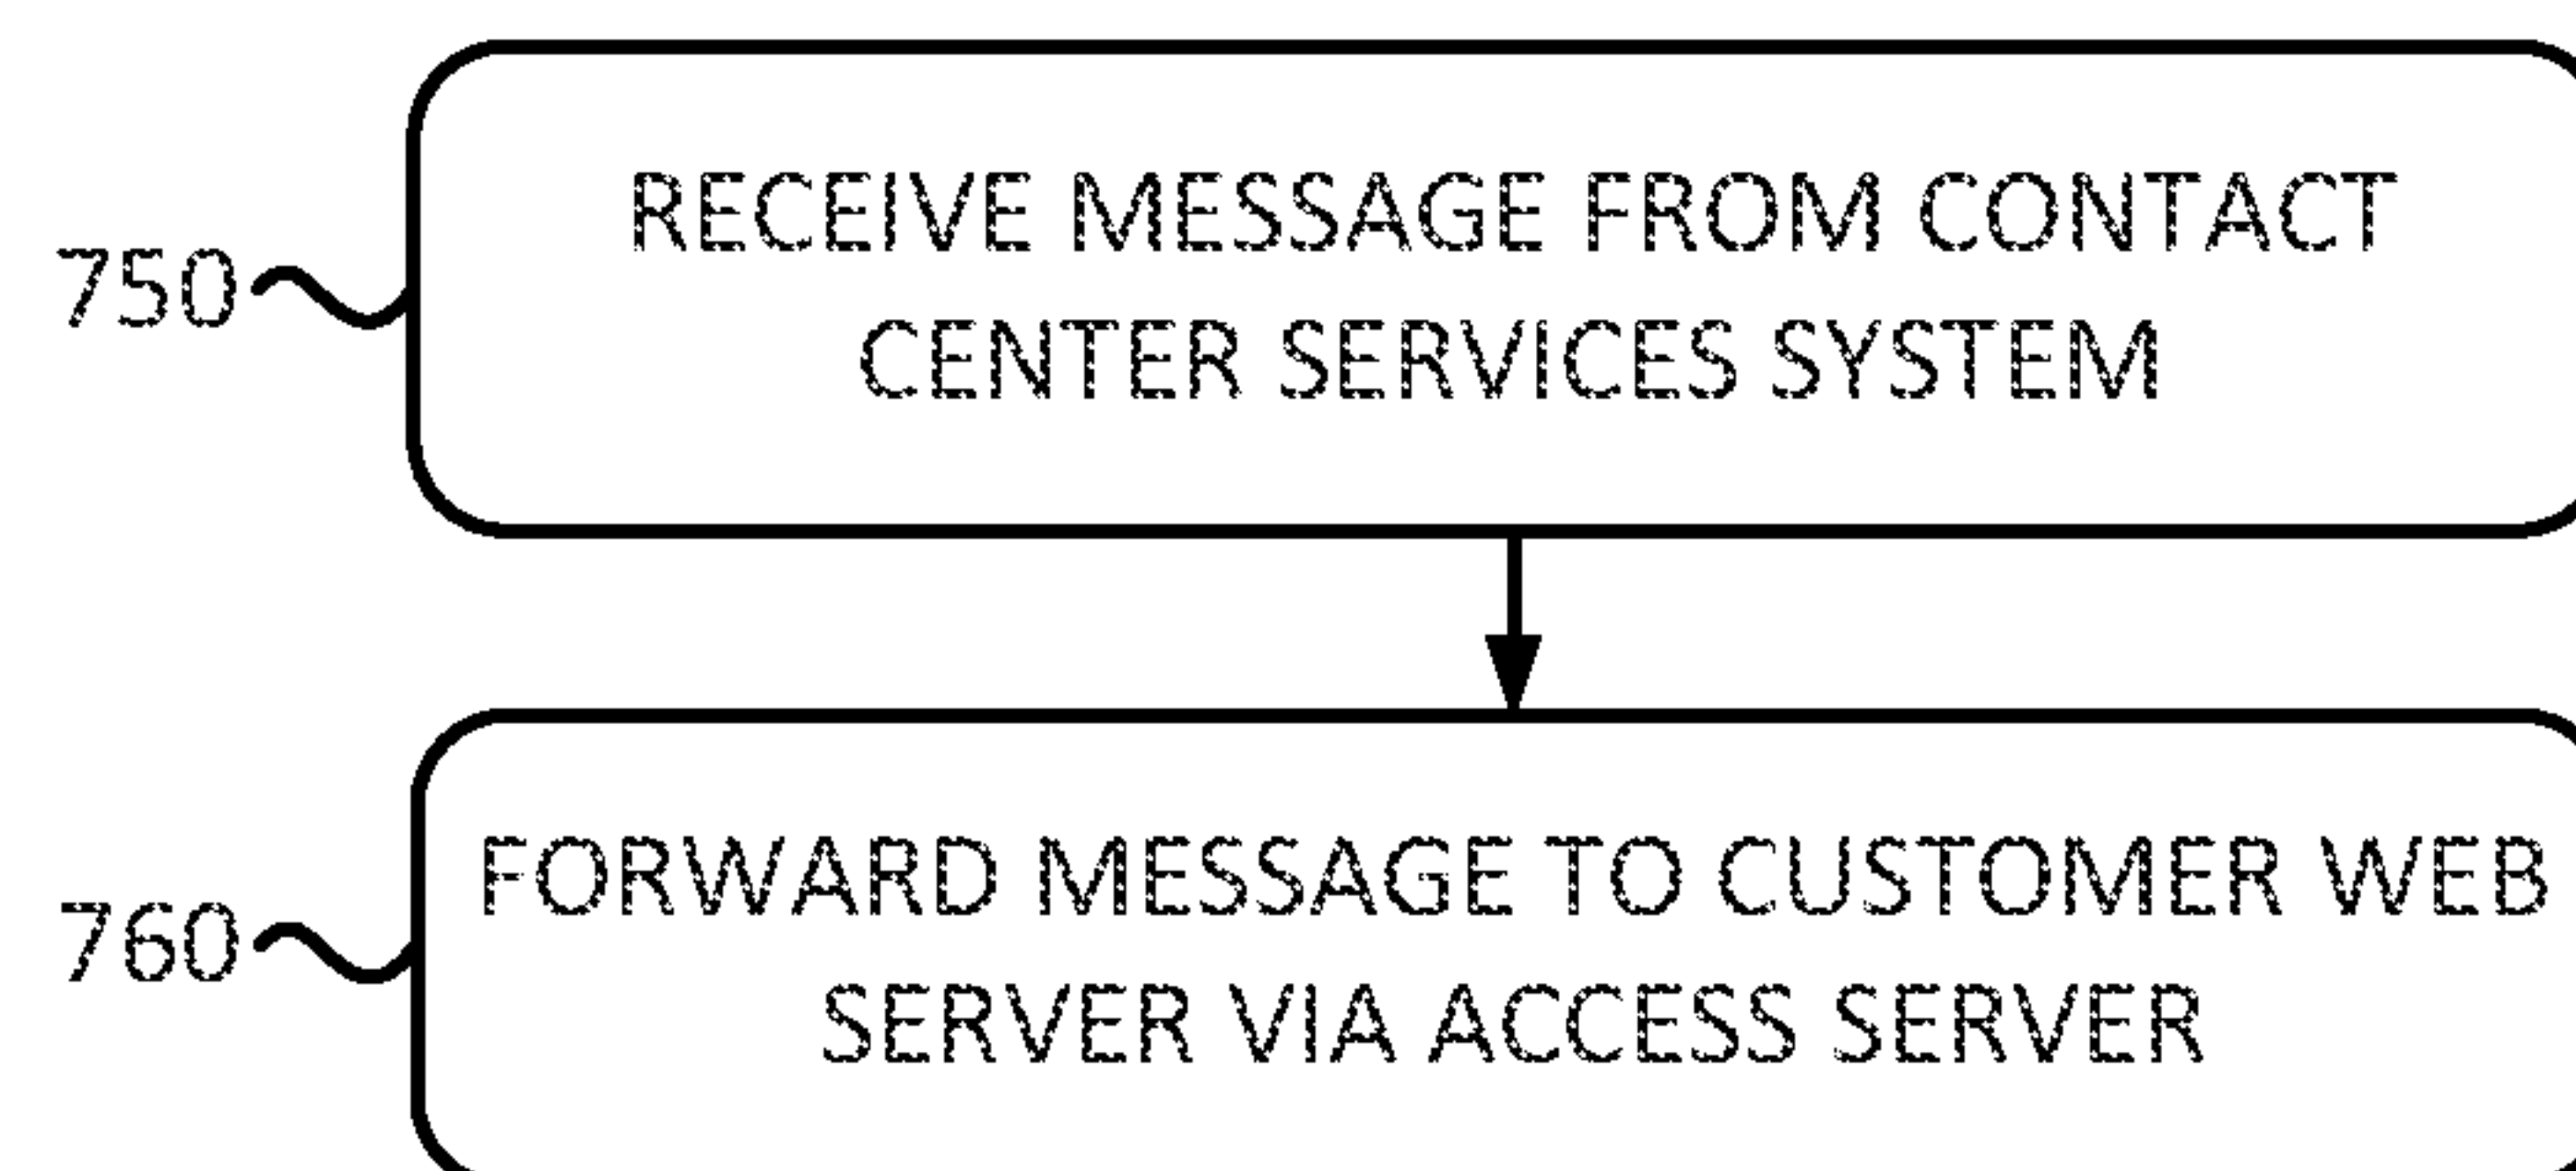 RECEIVE MESSAGE FROM CONTACT
750
CENTER SERVICES SYSTEM
FORWARD MESSAGE TO CUSTOMER WEB
760
SERVER VIA ACCESS SERVER